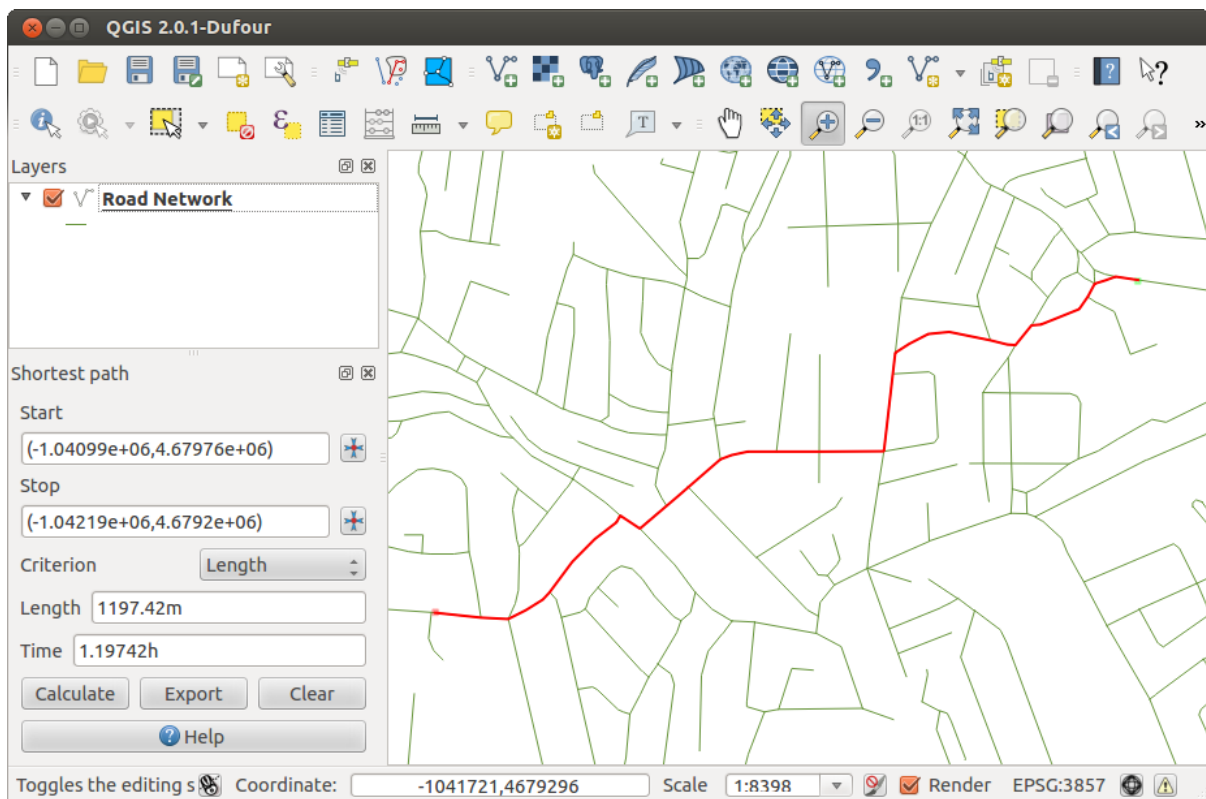 QGIS 2.0.1-Dufour
1:1
T
?
?
»
Layers
Road Network
Shortest path
Start
(-1.04099e+06,4.67976e+06)
Stop
(-1.04219e+06,4.6792e+06)
Criterion Length
Length 1197.42m
Time 1.19742h
Calculate Export Clear
? Help
Toggles the editing s Coordinate: -1041721,4679296 Scale 1:8398 Render EPSG:3857